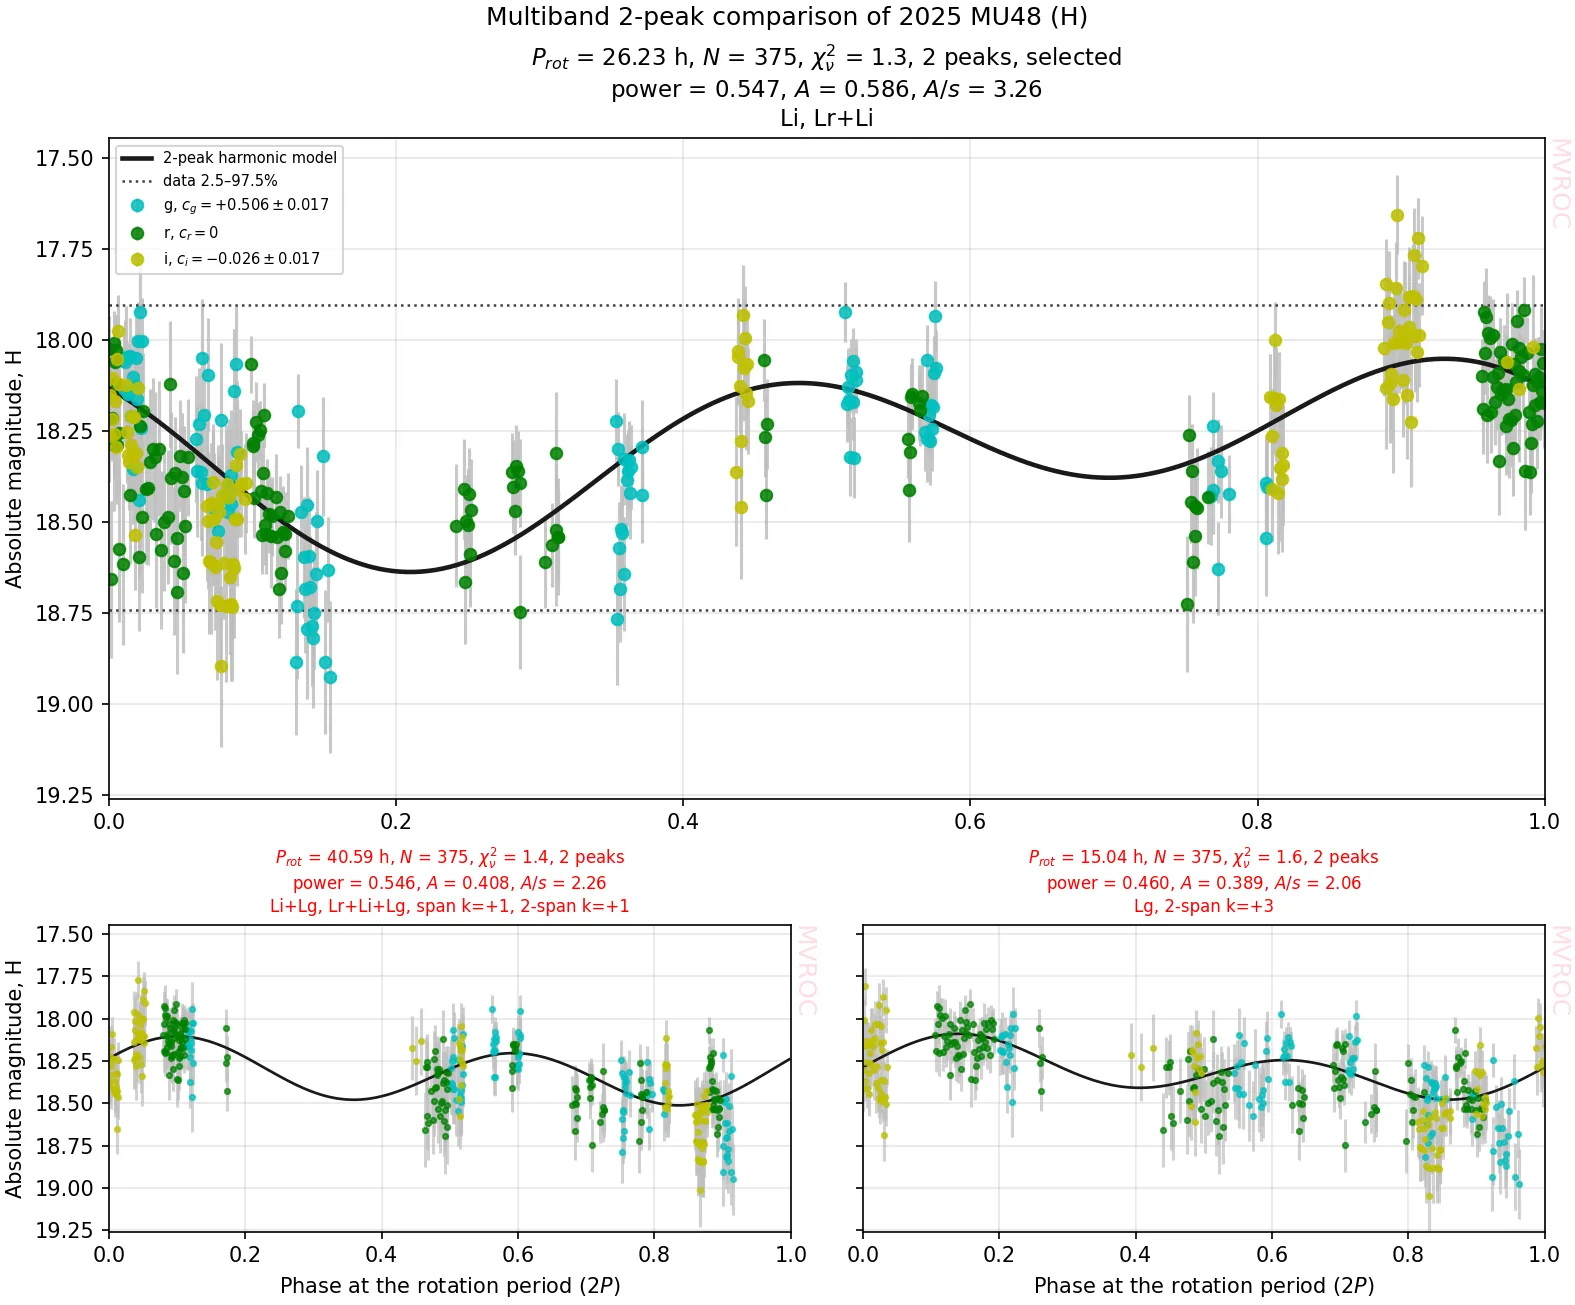 Multiband 2-peak comparison of 2025 MU48 (H)
P_rot = 26.23 h, N = 375, χ²_ν = 1.3, 2 peaks, selected
power = 0.547, A = 0.586, A/s = 3.26
Li, Lr+Li
2-peak harmonic model
data 2.5–97.5%
g, c_g = +0.506 ± 0.017
r, c_r = 0
i, c_i = −0.026 ± 0.017
Absolute magnitude, H
17.50
17.75
18.00
18.25
18.50
18.75
19.00
19.25
0.0 0.2 0.4 0.6 0.8 1.0
MVROC
P_rot = 40.59 h, N = 375, χ²_ν = 1.4, 2 peaks
power = 0.546, A = 0.408, A/s = 2.26
Li+Lg, Lr+Li+Lg, span k=+1, 2-span k=+1
Absolute magnitude, H
17.50
17.75
18.00
18.25
18.50
18.75
19.00
19.25
0.0 0.2 0.4 0.6 0.8 1.0
Phase at the rotation period (2P)
MVROC
P_rot = 15.04 h, N = 375, χ²_ν = 1.6, 2 peaks
power = 0.460, A = 0.389, A/s = 2.06
Lg, 2-span k=+3
0.0 0.2 0.4 0.6 0.8 1.0
Phase at the rotation period (2P)
MVROC